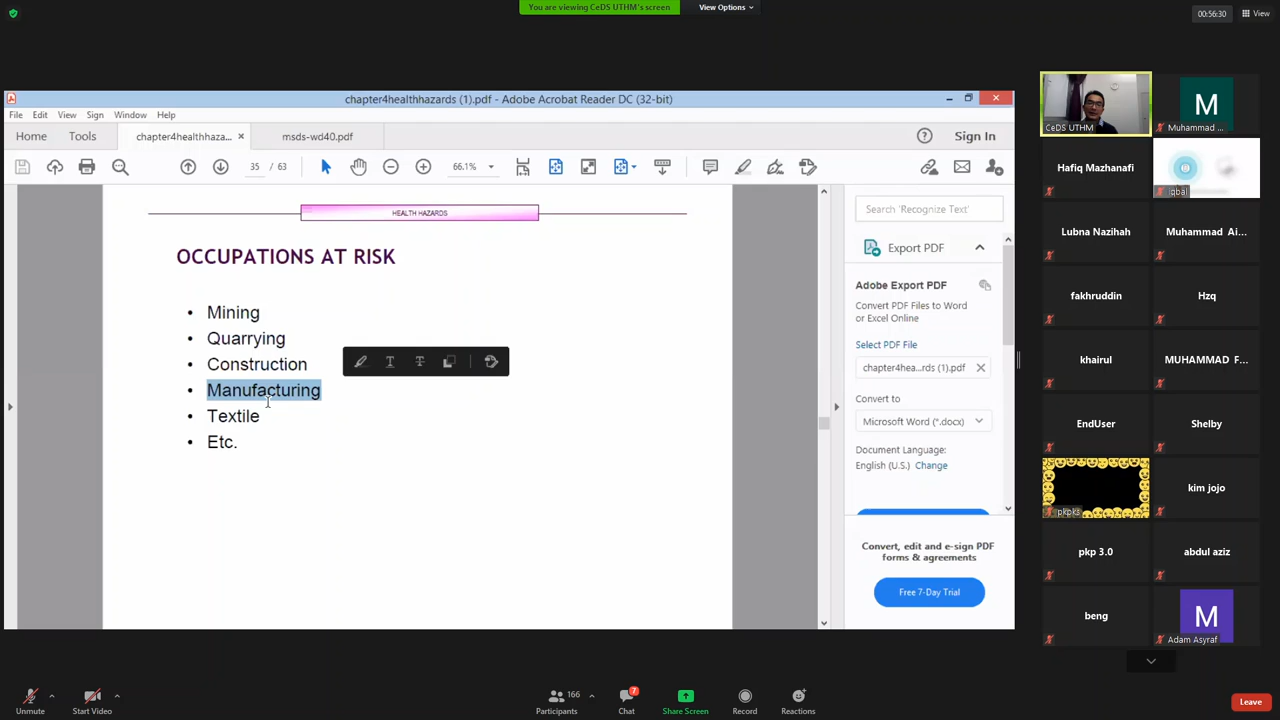 You are viewing CeDS UTHM's screen
View Options
00:56:30
View
chapter4healthhazards (1).pdf - Adobe Acrobat Reader DC (32-bit)
File Edit View Sign Window Help
Home Tools chapter4healthhaza... msds-wd40.pdf Sign In
35 / 63 66.1%
HEALTH HAZARDS
OCCUPATIONS AT RISK
• Mining
• Quarrying
• Construction
• Manufacturing
• Textile
• Etc.
Search 'Recognize Text'
Export PDF
Adobe Export PDF
Convert PDF Files to Word
or Excel Online
Select PDF File
chapter4hea...rds (1).pdf
Convert to
Microsoft Word (*.docx)
Document Language:
English (U.S.) Change
Convert, edit and e-sign PDF
forms & agreements
Free 7-Day Trial
CeDS UTHM
M
Muhammad ...
Hafiq Mazhanafi
iqbal
Lubna Nazihah
Muhammad Ai...
fakhruddin
Hzq
khairul
MUHAMMAD F...
EndUser
Shelby
pkpks
kim jojo
pkp 3.0
abdul aziz
beng
M
Adam Asyraf
Unmute
Start Video
166
Participants
7
Chat
Share Screen
Record
Reactions
Leave